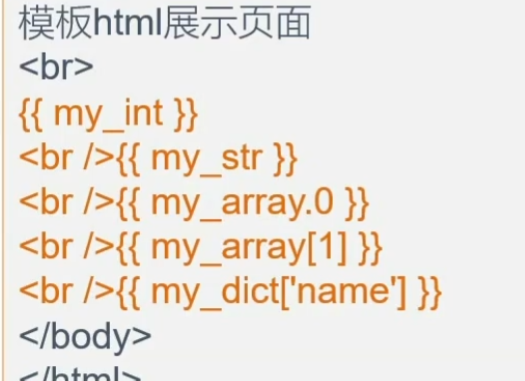 模板html展示页面
<br>
{{ my_int }}
<br />{{ my_str }}
<br />{{ my_array.0 }}
<br />{{ my_array[1] }}
<br />{{ my_dict['name'] }}
</body>
</html>